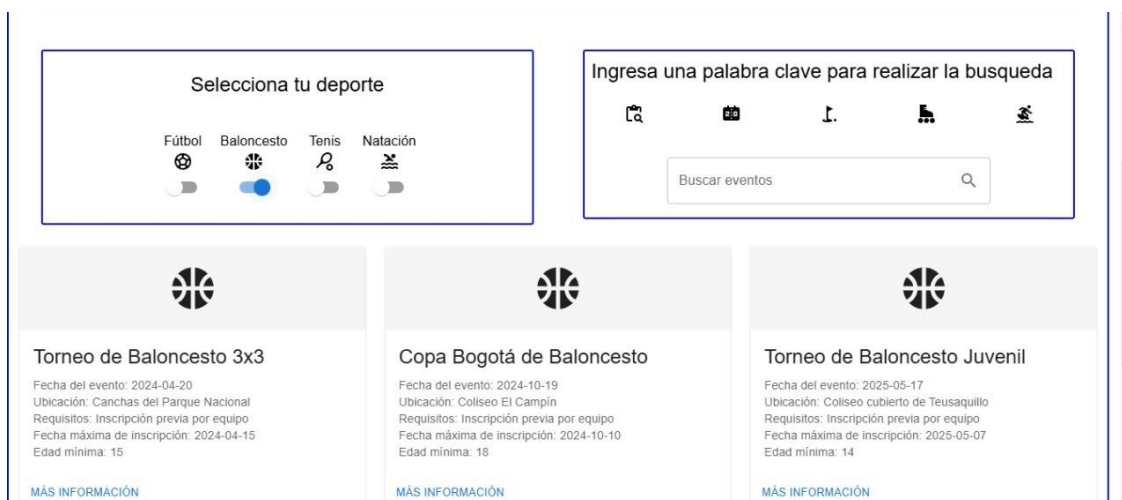 Selecciona tu deporte
Fútbol Baloncesto Tenis Natación
Ingresa una palabra clave para realizar la busqueda
Buscar eventos
Torneo de Baloncesto 3x3
Fecha del evento: 2024-04-20
Ubicación: Canchas del Parque Nacional
Requisitos: Inscripción previa por equipo
Fecha máxima de inscripción: 2024-04-15
Edad mínima: 15
MÁS INFORMACIÓN
Copa Bogotá de Baloncesto
Fecha del evento: 2024-10-19
Ubicación: Coliseo El Campín
Requisitos: Inscripción previa por equipo
Fecha máxima de inscripción: 2024-10-10
Edad mínima: 18
MÁS INFORMACIÓN
Torneo de Baloncesto Juvenil
Fecha del evento: 2025-05-17
Ubicación: Coliseo cubierto de Teusaquillo
Requisitos: Inscripción previa por equipo
Fecha máxima de inscripción: 2025-05-07
Edad mínima: 14
MÁS INFORMACIÓN